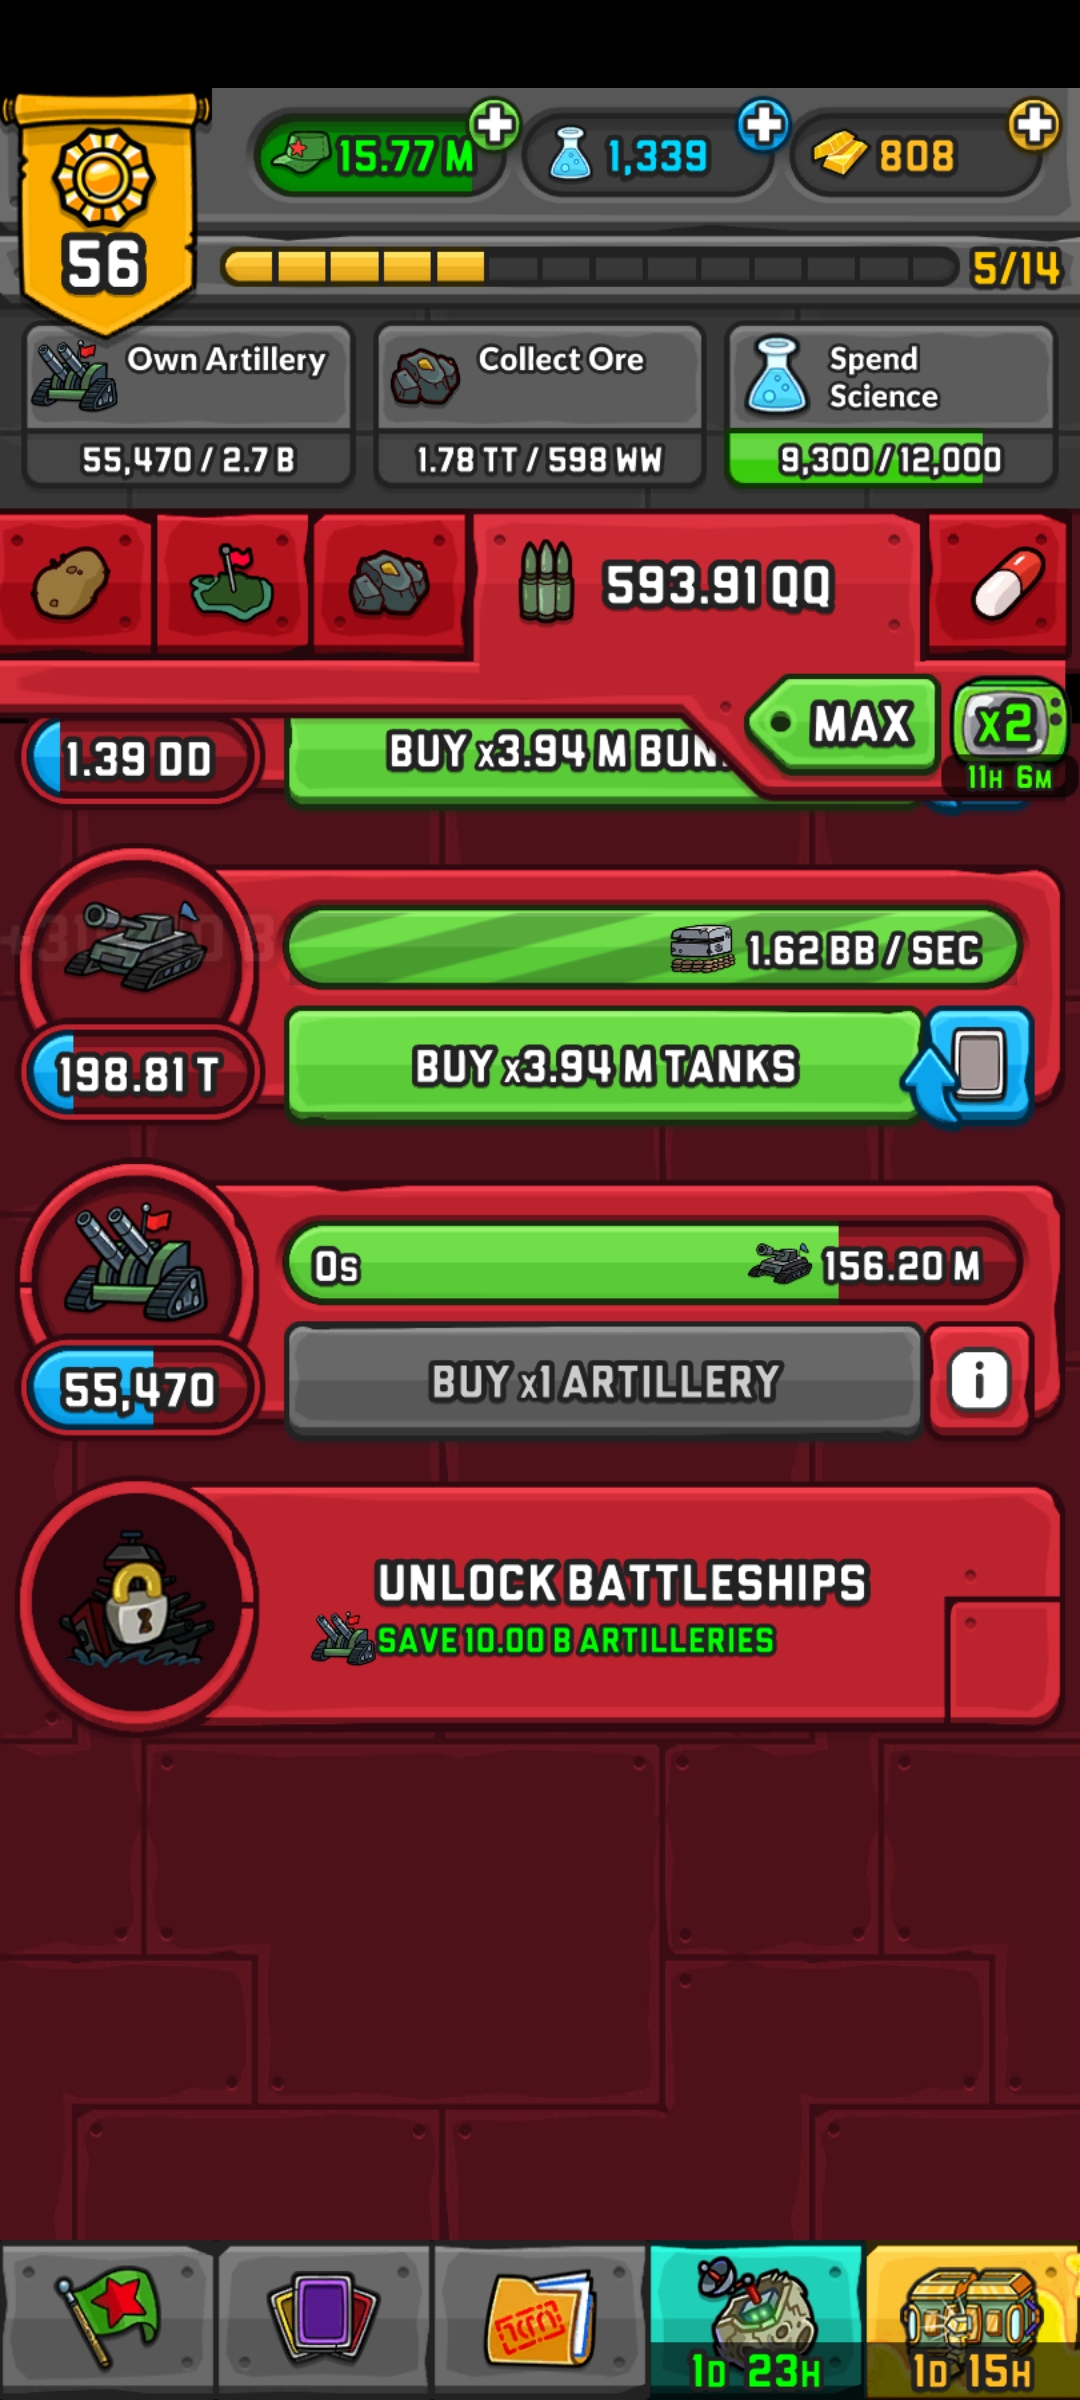 56
15.77 M
1,339
808
5/14
Own Artillery
55,470 / 2.7 B
Collect Ore
1.78 TT / 598 WW
Spend
Science
9,300 / 12,000
593.91 QQ
MAX
x2
11H 6M
1.39 DD
BUY x3.94 M BUN
1.62 BB / SEC
198.81 T
BUY x3.94 M TANKS
0s
156.20 M
55,470
BUY x1 ARTILLERY
i
UNLOCK BATTLESHIPS
SAVE 10.00 B ARTILLERIES
1D 23H
1D 15H